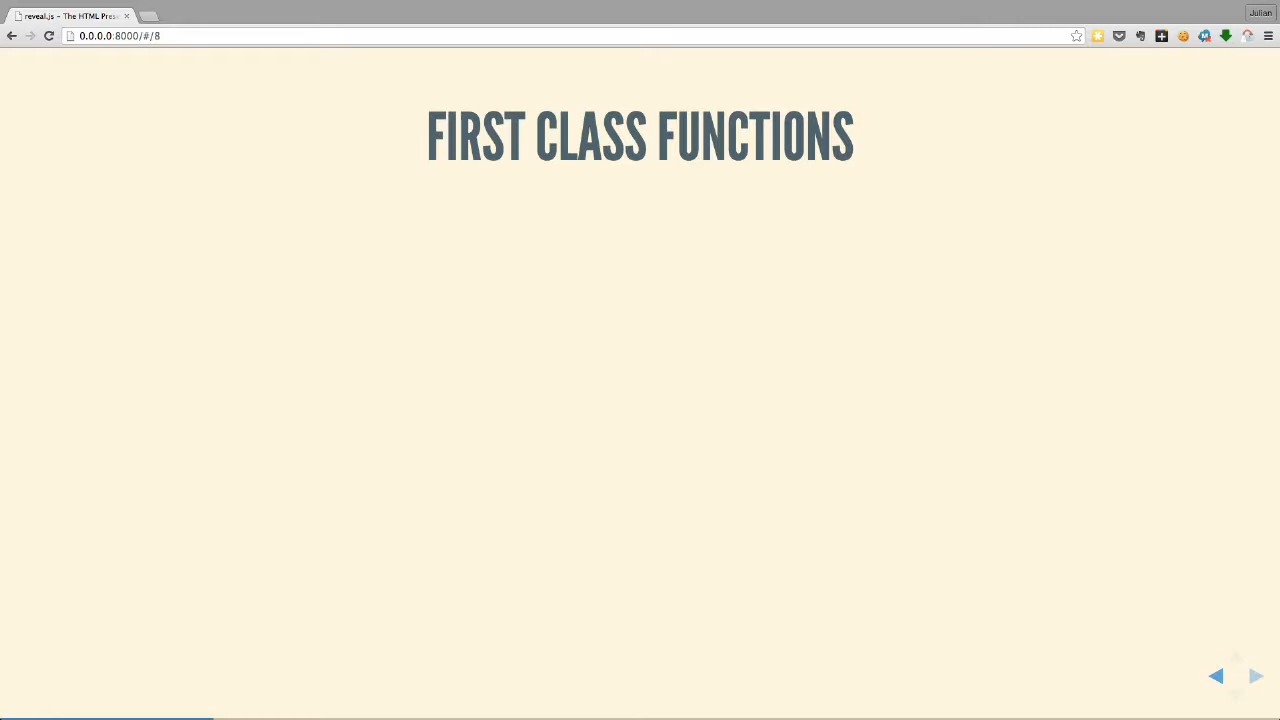 reveal.js – The HTML Pres
Julian
0.0.0.0:8000/#/8
FIRST CLASS FUNCTIONS